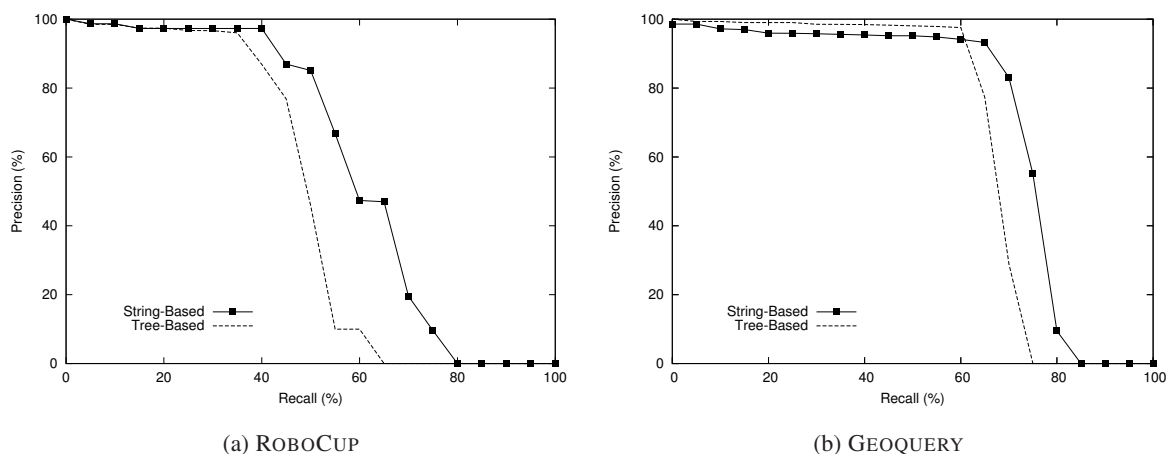 100
80
60
40
20
0
Precision (%)
String-Based
Tree-Based
0 20 40 60 80 100
Recall (%)
(a) ROBOCUP
100
80
60
40
20
0
Precision (%)
String-Based
Tree-Based
0 20 40 60 80 100
Recall (%)
(b) GEOQUERY